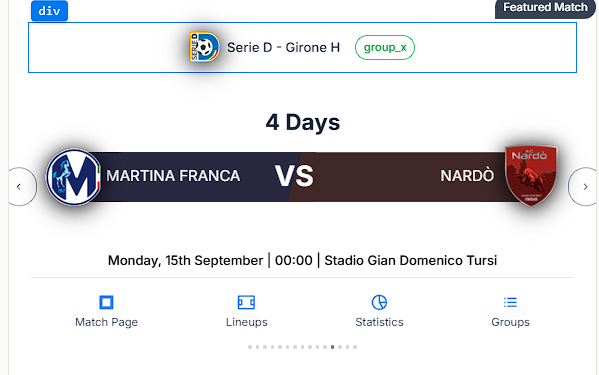 div
Featured Match
SERIE D
Serie D - Girone H
group_x
4 Days
M
MARTINA FRANCA
VS
NARDÒ
A.C.
Nardò
Monday, 15th September | 00:00 | Stadio Gian Domenico Tursi
Match Page
Lineups
Statistics
Groups